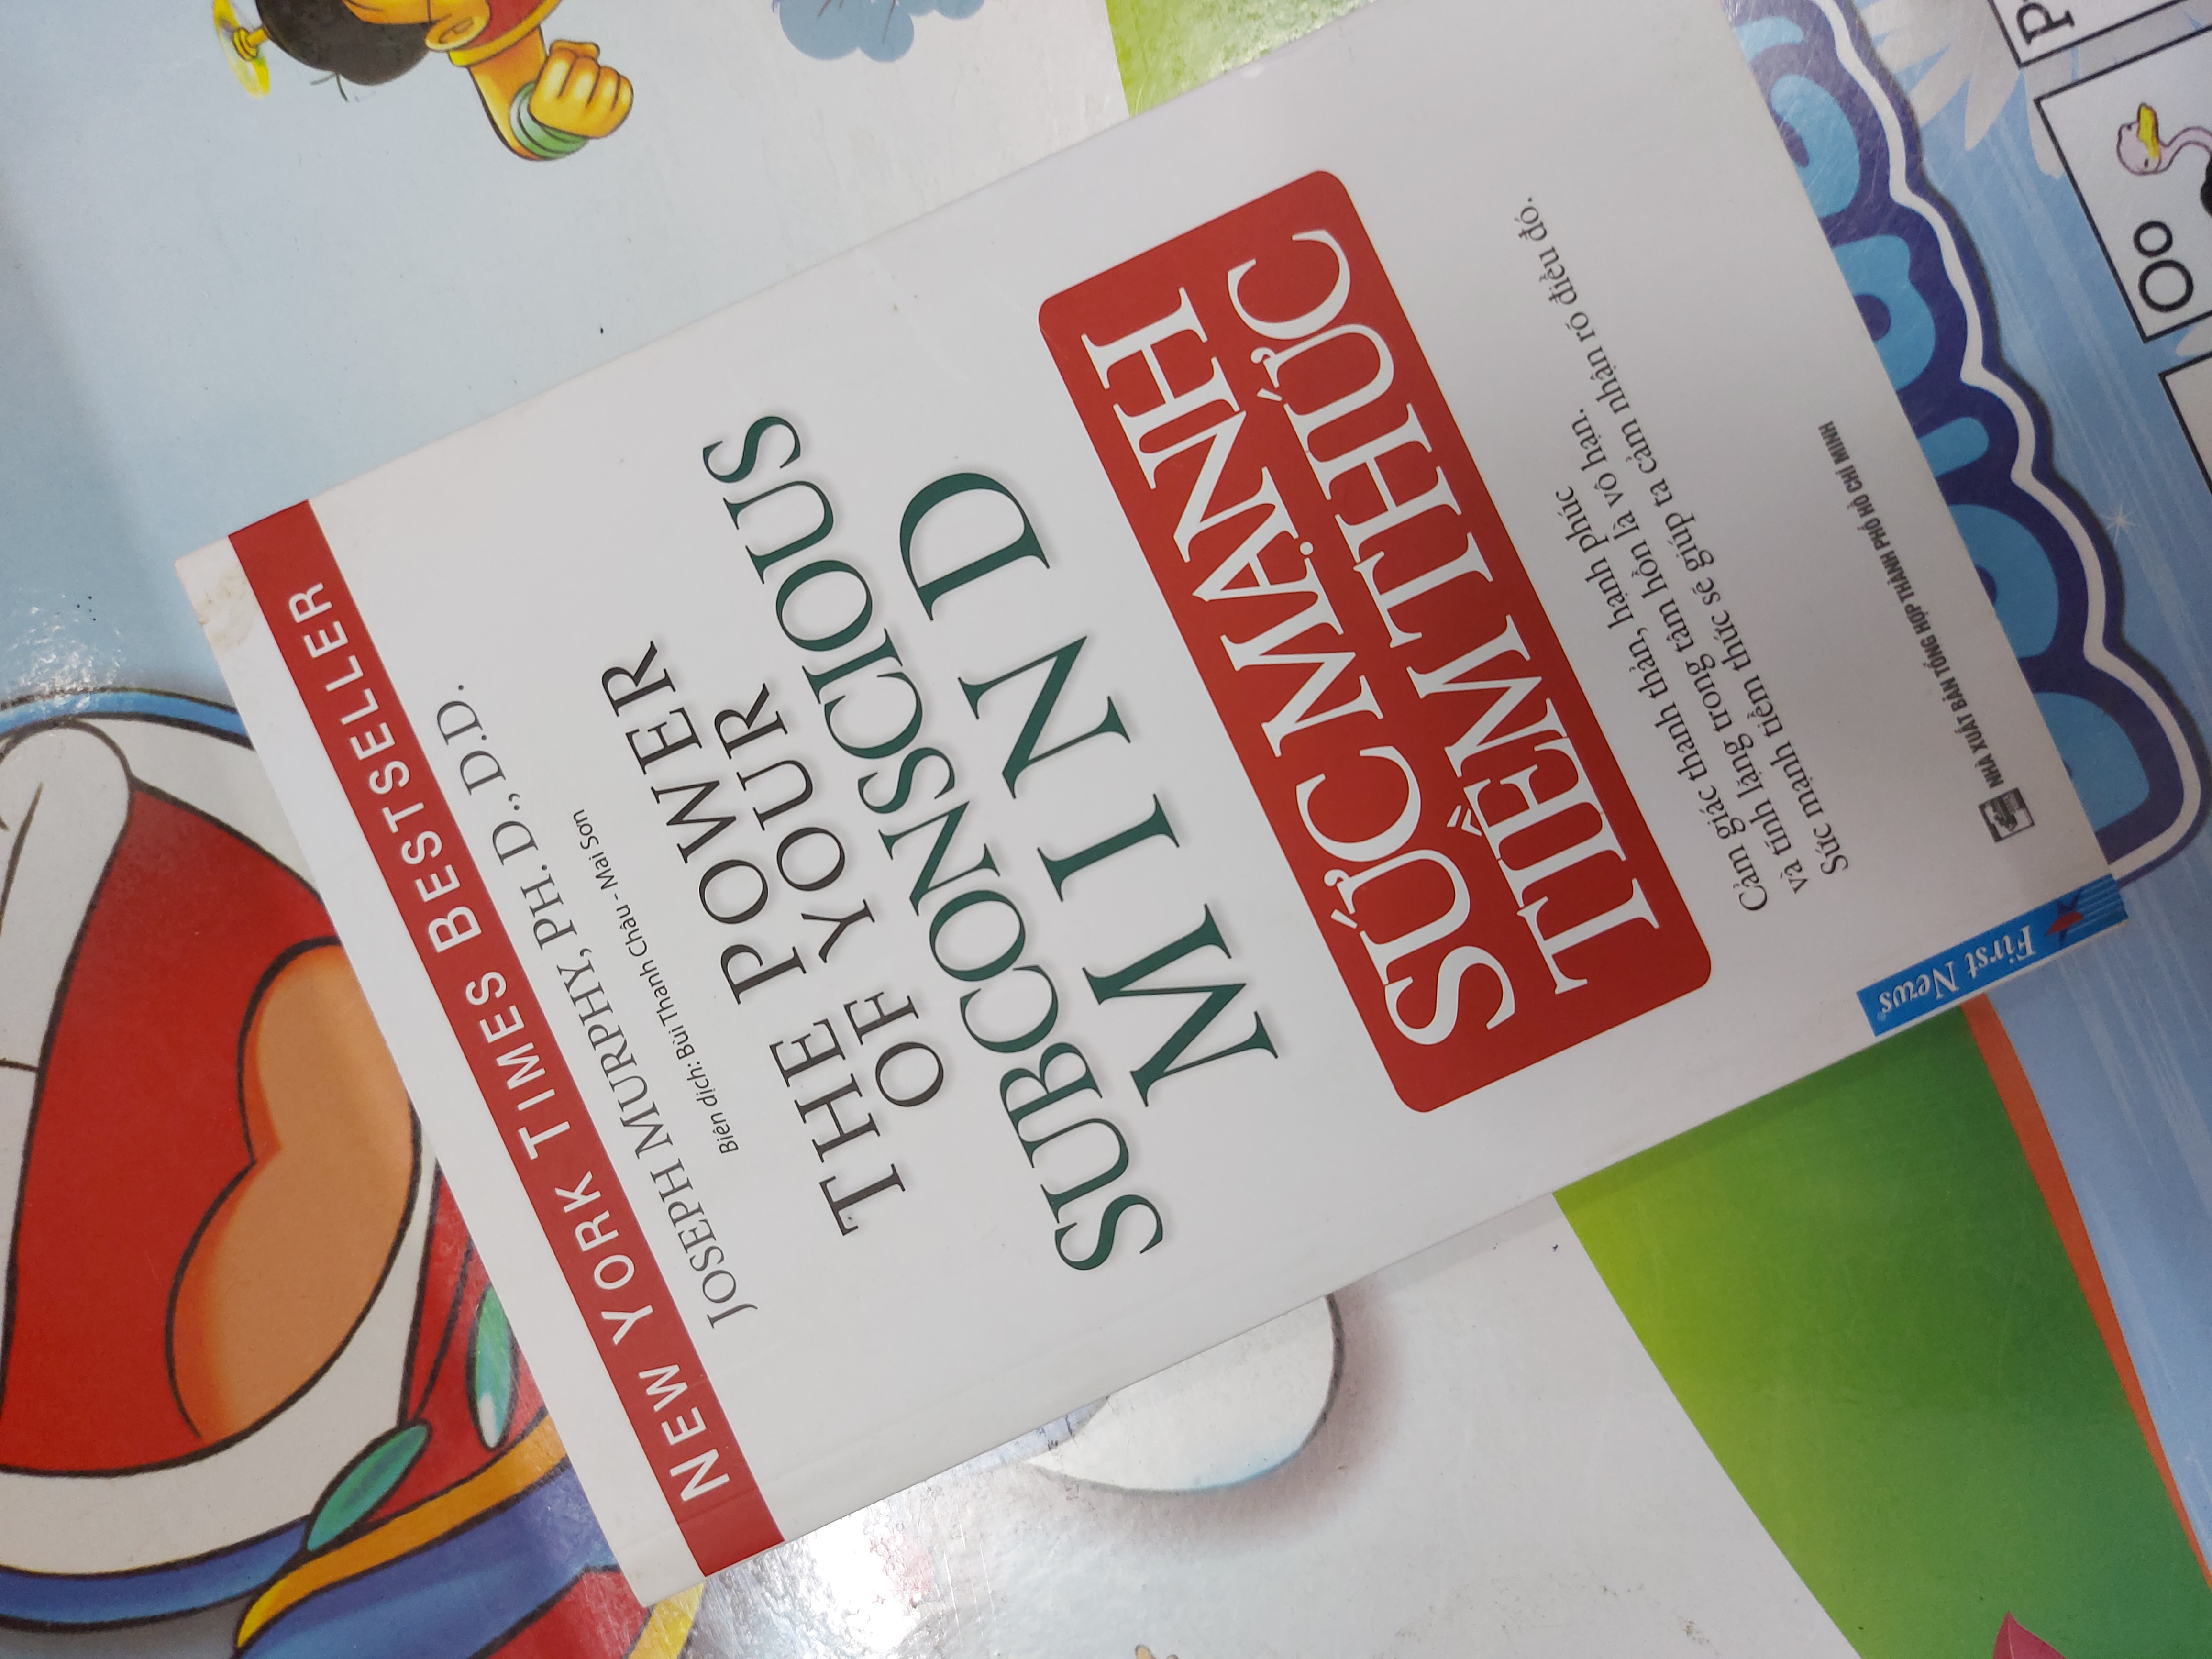 NEW YORK TIMES BESTSELLER
JOSEPH MURPHY, PH. D., D.D.
Biên dịch: Bùi Thanh Châu - Mai Sơn
THE POWER
OF YOUR
SUBCONSCIOUS
MIND
SỨC MẠNH
TIỀM THỨC
Cảm giác thanh thản, hạnh phúc
và tĩnh lặng trong tâm hồn là vô hạn.
Sức mạnh tiềm thức sẽ giúp ta cảm nhận rõ điều đó.
First News®
NHÀ XUẤT BẢN TỔNG HỢP THÀNH PHỐ HỒ CHÍ MINH
Oo